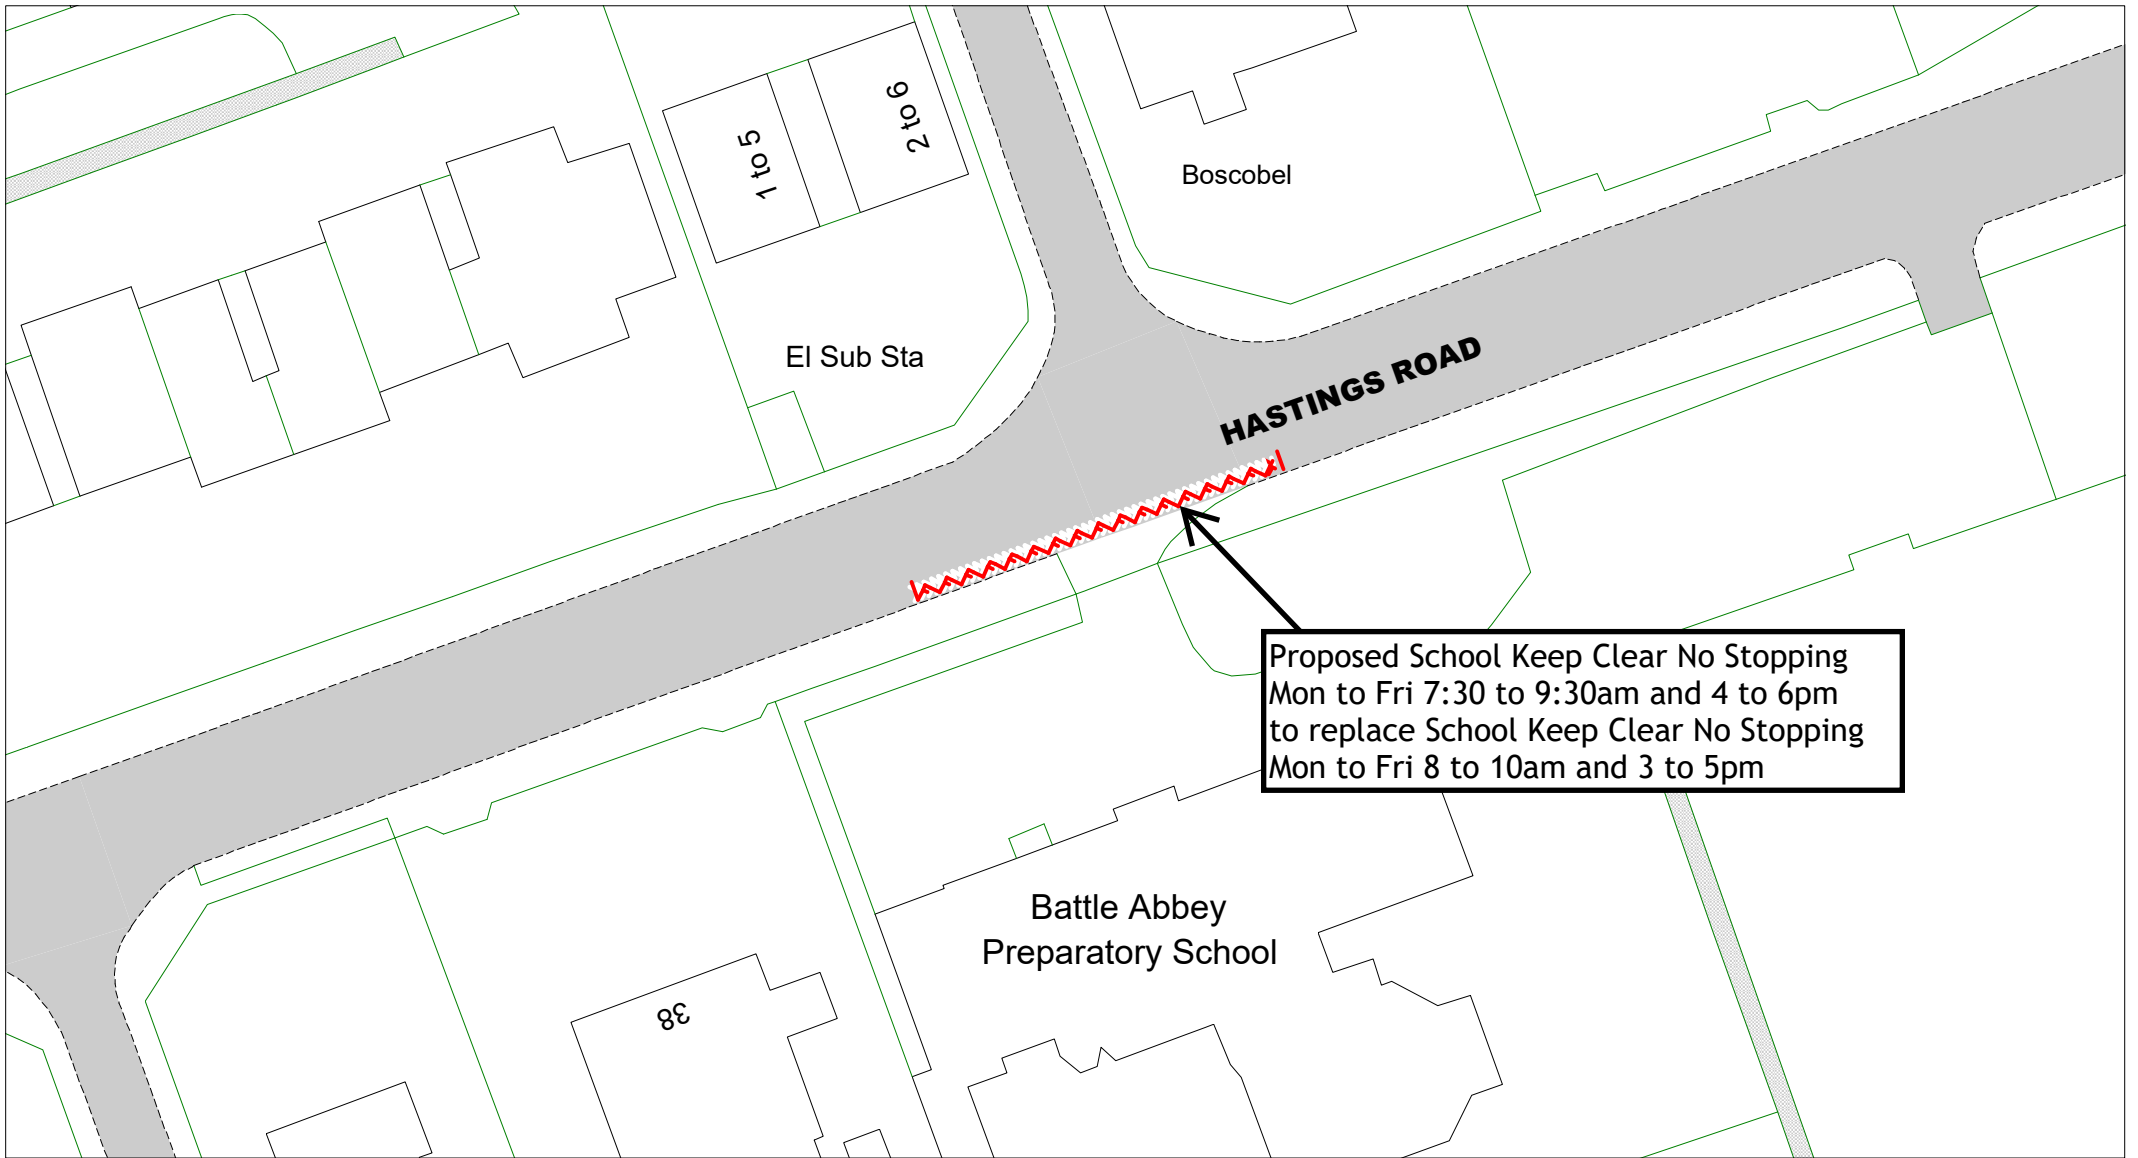 1 to 5
2 to 6
Boscobel
El Sub Sta
HASTINGS ROAD
Proposed School Keep Clear No Stopping
Mon to Fri 7:30 to 9:30am and 4 to 6pm
to replace School Keep Clear No Stopping
Mon to Fri 8 to 10am and 3 to 5pm
Battle Abbey
Preparatory School
38